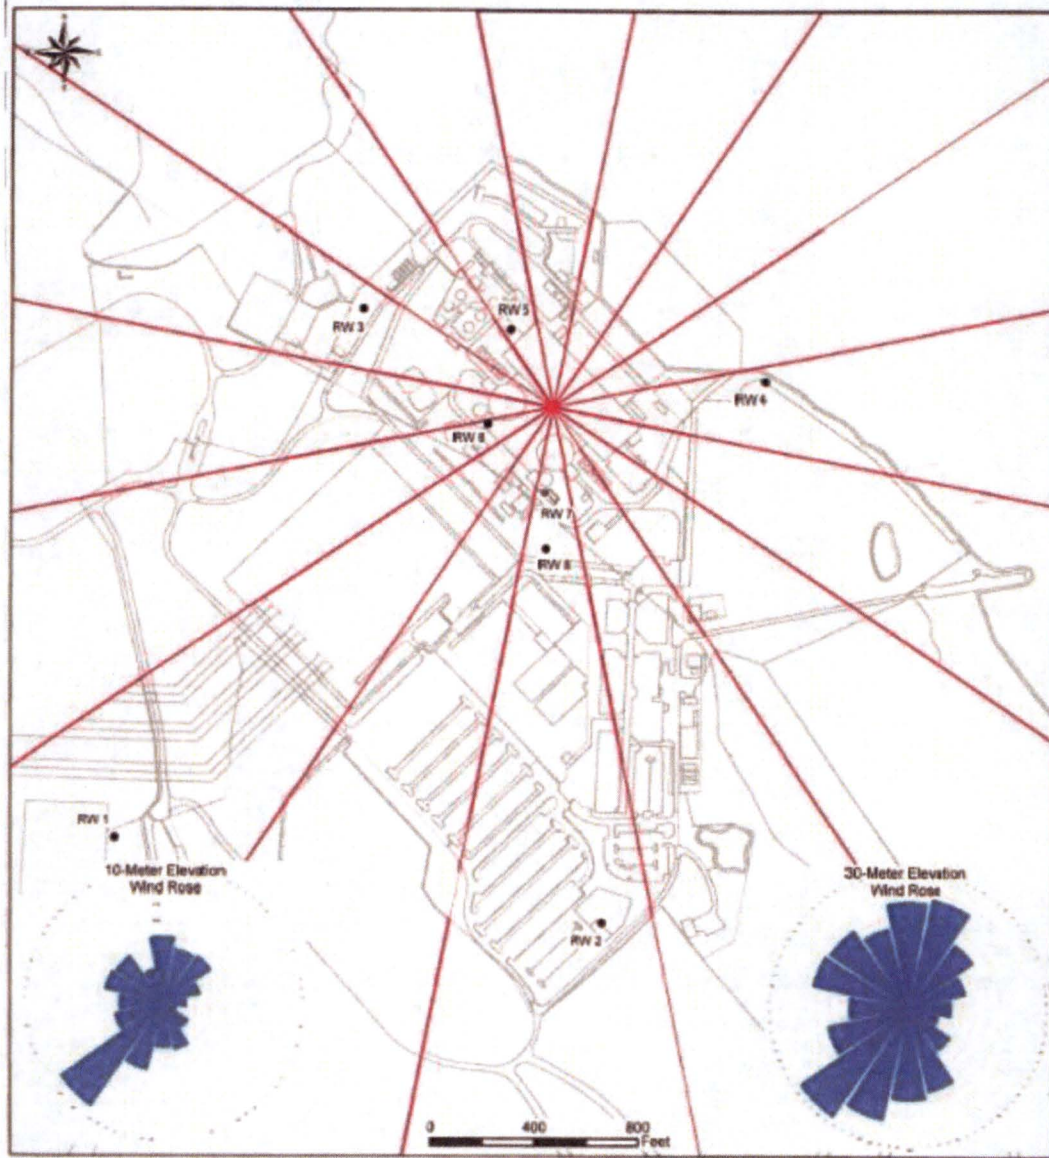 RW 5
RW 3
RW 4
RW 6
RW 7
RW 8
RW 1
10-Meter Elevation
Wind Rose
30-Meter Elevation
Wind Rose
RW 2
0 400 800
Feet